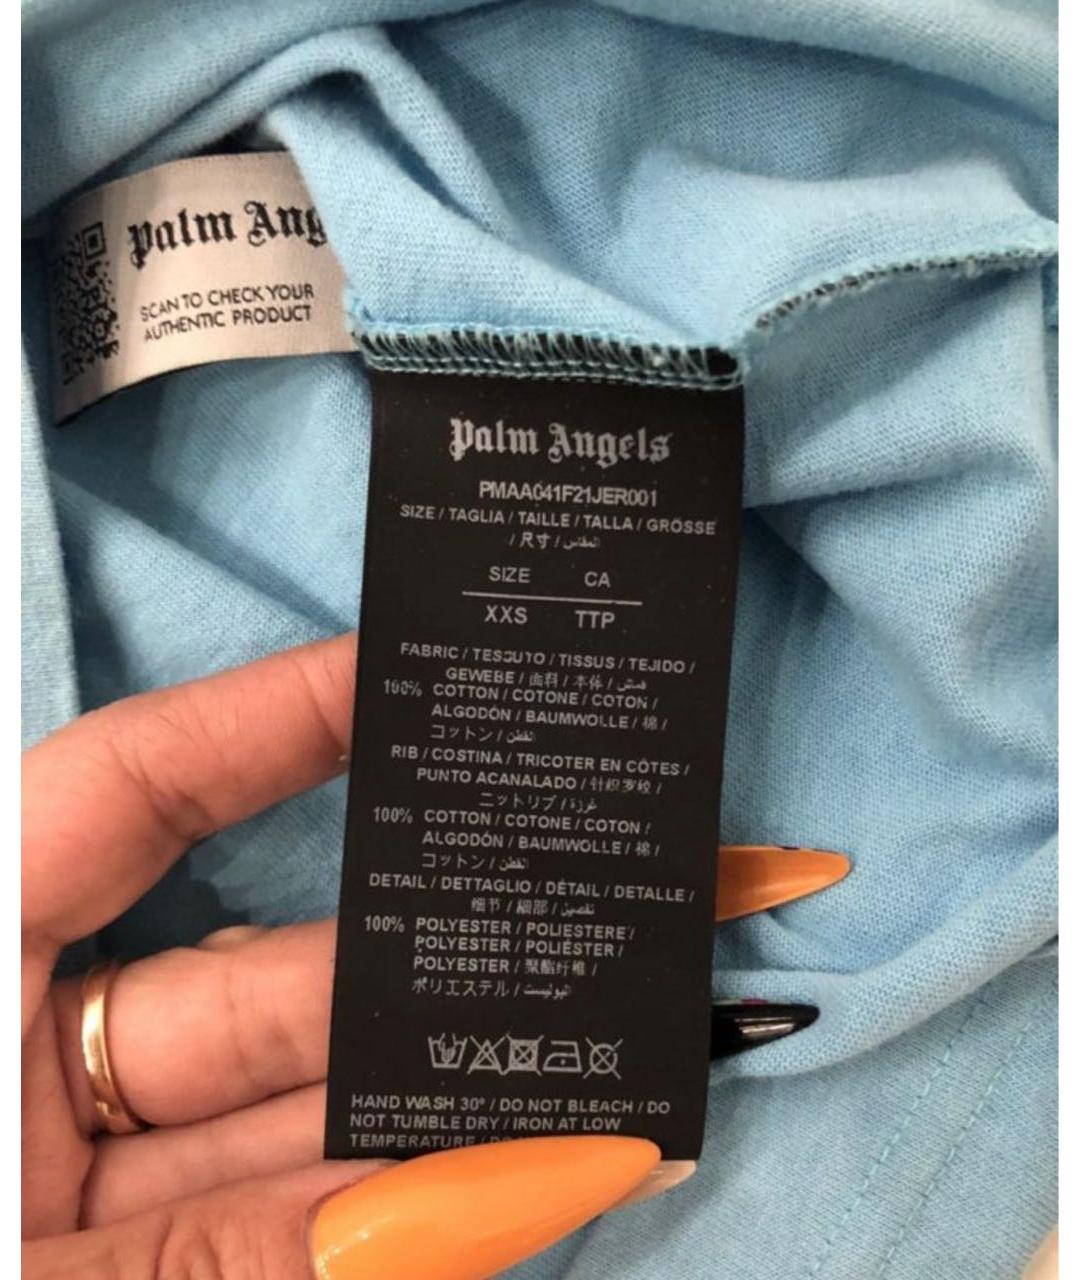 Palm Ang
SCAN TO CHECK YOUR
AUTHENTIC PRODUCT
Palm Angels
PMAA041F21JER001
SIZE / TAGLIA / TAILLE / TALLA / GRÖSSE
/ 尺寸 / المقاس
SIZE CA
XXS TTP
FABRIC / TESSUTO / TISSUS / TEJIDO /
GEWEBE / 面料 / 本体 / قماش
100% COTTON / COTONE / COTON /
ALGODÓN / BAUMWOLLE / 棉 /
コットン / القطن
RIB / COSTINA / TRICOTER EN CÔTES /
PUNTO ACANALADO / 针织罗纹 /
ニットリブ / غرزة
100% COTTON / COTONE / COTON /
ALGODÓN / BAUMWOLLE / 棉 /
コットン / القطن
DETAIL / DETTAGLIO / DÉTAIL / DETALLE /
细节 / 細部 / تفصيل
100% POLYESTER / POLIESTERE /
POLYESTER / POLIÉSTER /
POLYESTER / 聚酯纤维 /
ポリエステル / البوليستر
HAND WASH 30° / DO NOT BLEACH / DO
NOT TUMBLE DRY / IRON AT LOW
TEMPERATURE /